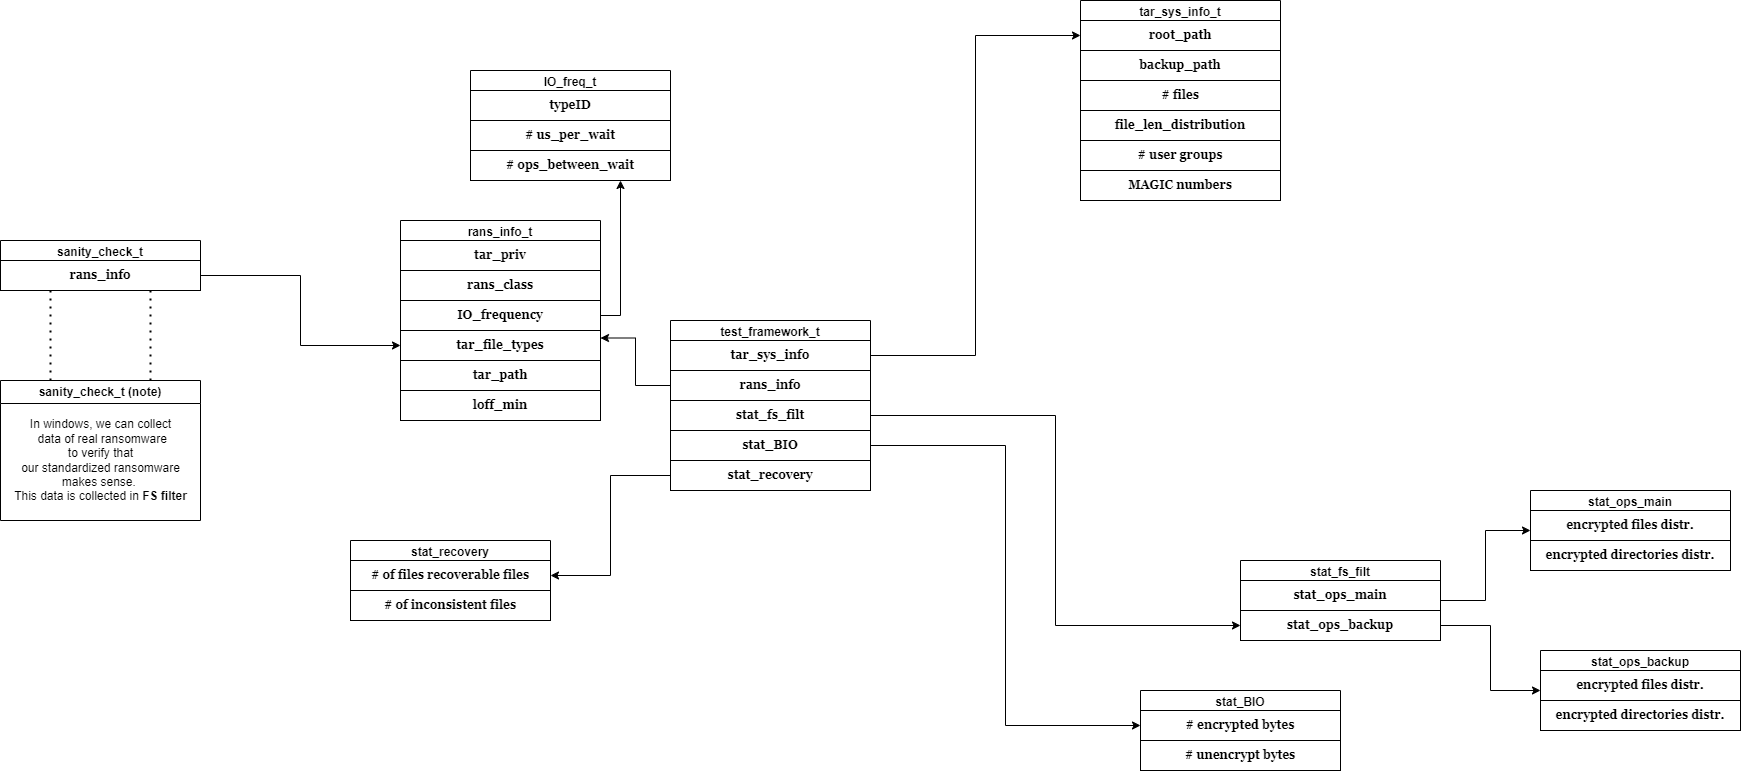 tar_sys_info_t
root_path
backup_path
# files
file_len_distribution
# user groups
MAGIC numbers
IO_freq_t
typeID
# us_per_wait
# ops_between_wait
sanity_check_t
rans_info
sanity_check_t (note)
In windows, we can collect
data of real ransomware
to verify that
our standardized ransomware
makes sense.
This data is collected in FS filter
rans_info_t
tar_priv
rans_class
IO_frequency
tar_file_types
tar_path
loff_min
test_framework_t
tar_sys_info
rans_info
stat_fs_filt
stat_BIO
stat_recovery
stat_recovery
# of files recoverable files
# of inconsistent files
stat_ops_main
encrypted files distr.
encrypted directories distr.
stat_fs_filt
stat_ops_main
stat_ops_backup
stat_ops_backup
encrypted files distr.
encrypted directories distr.
stat_BIO
# encrypted bytes
# unencrypt bytes